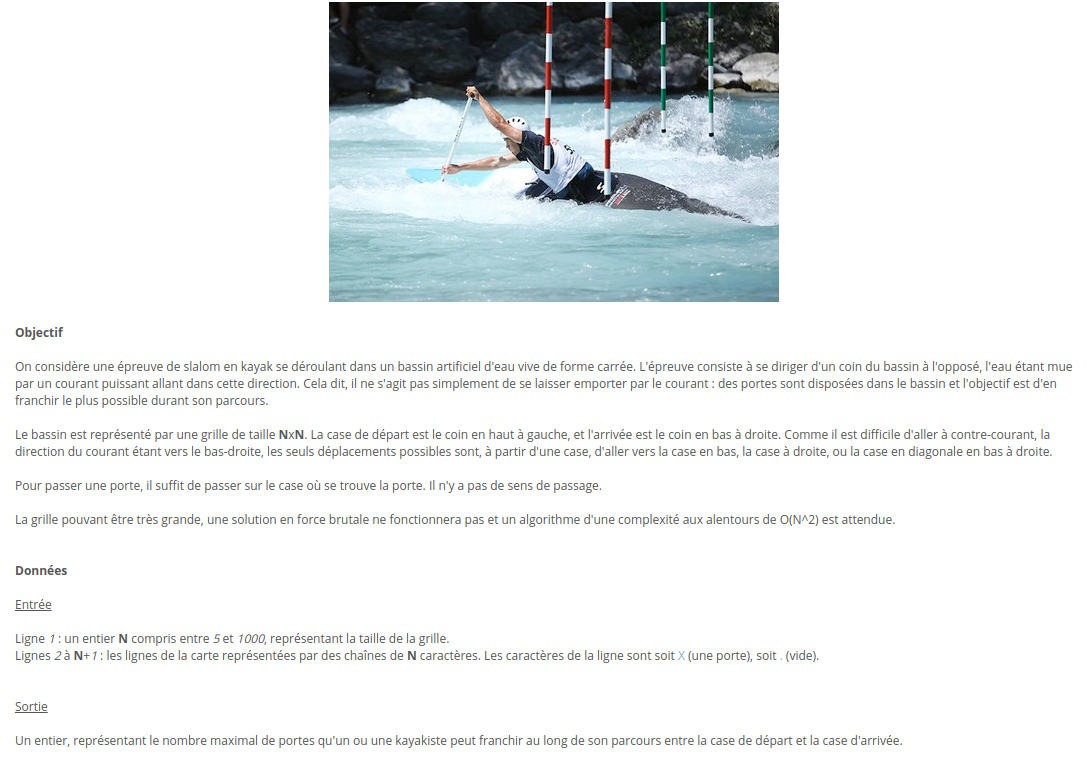 Objectif
On considère une épreuve de slalom en kayak se déroulant dans un bassin artificiel d'eau vive de forme carrée. L'épreuve consiste à se diriger d'un coin du bassin à l'opposé, l'eau étant mue
par un courant puissant allant dans cette direction. Cela dit, il ne s'agit pas simplement de se laisser emporter par le courant : des portes sont disposées dans le bassin et l'objectif est d'en
franchir le plus possible durant son parcours.
Le bassin est représenté par une grille de taille NxN. La case de départ est le coin en haut à gauche, et l'arrivée est le coin en bas à droite. Comme il est difficile d'aller à contre-courant, la
direction du courant étant vers le bas-droite, les seuls déplacements possibles sont, à partir d'une case, d'aller vers la case en bas, la case à droite, ou la case en diagonale en bas à droite.
Pour passer une porte, il suffit de passer sur le case où se trouve la porte. Il n'y a pas de sens de passage.
La grille pouvant être très grande, une solution en force brutale ne fonctionnera pas et un algorithme d'une complexité aux alentours de O(N^2) est attendue.
Données
Entrée
Ligne 1 : un entier N compris entre 5 et 1000, représentant la taille de la grille.
Lignes 2 à N+1 : les lignes de la carte représentées par des chaînes de N caractères. Les caractères de la ligne sont soit X (une porte), soit . (vide).
Sortie
Un entier, représentant le nombre maximal de portes qu'un ou une kayakiste peut franchir au long de son parcours entre la case de départ et la case d'arrivée.